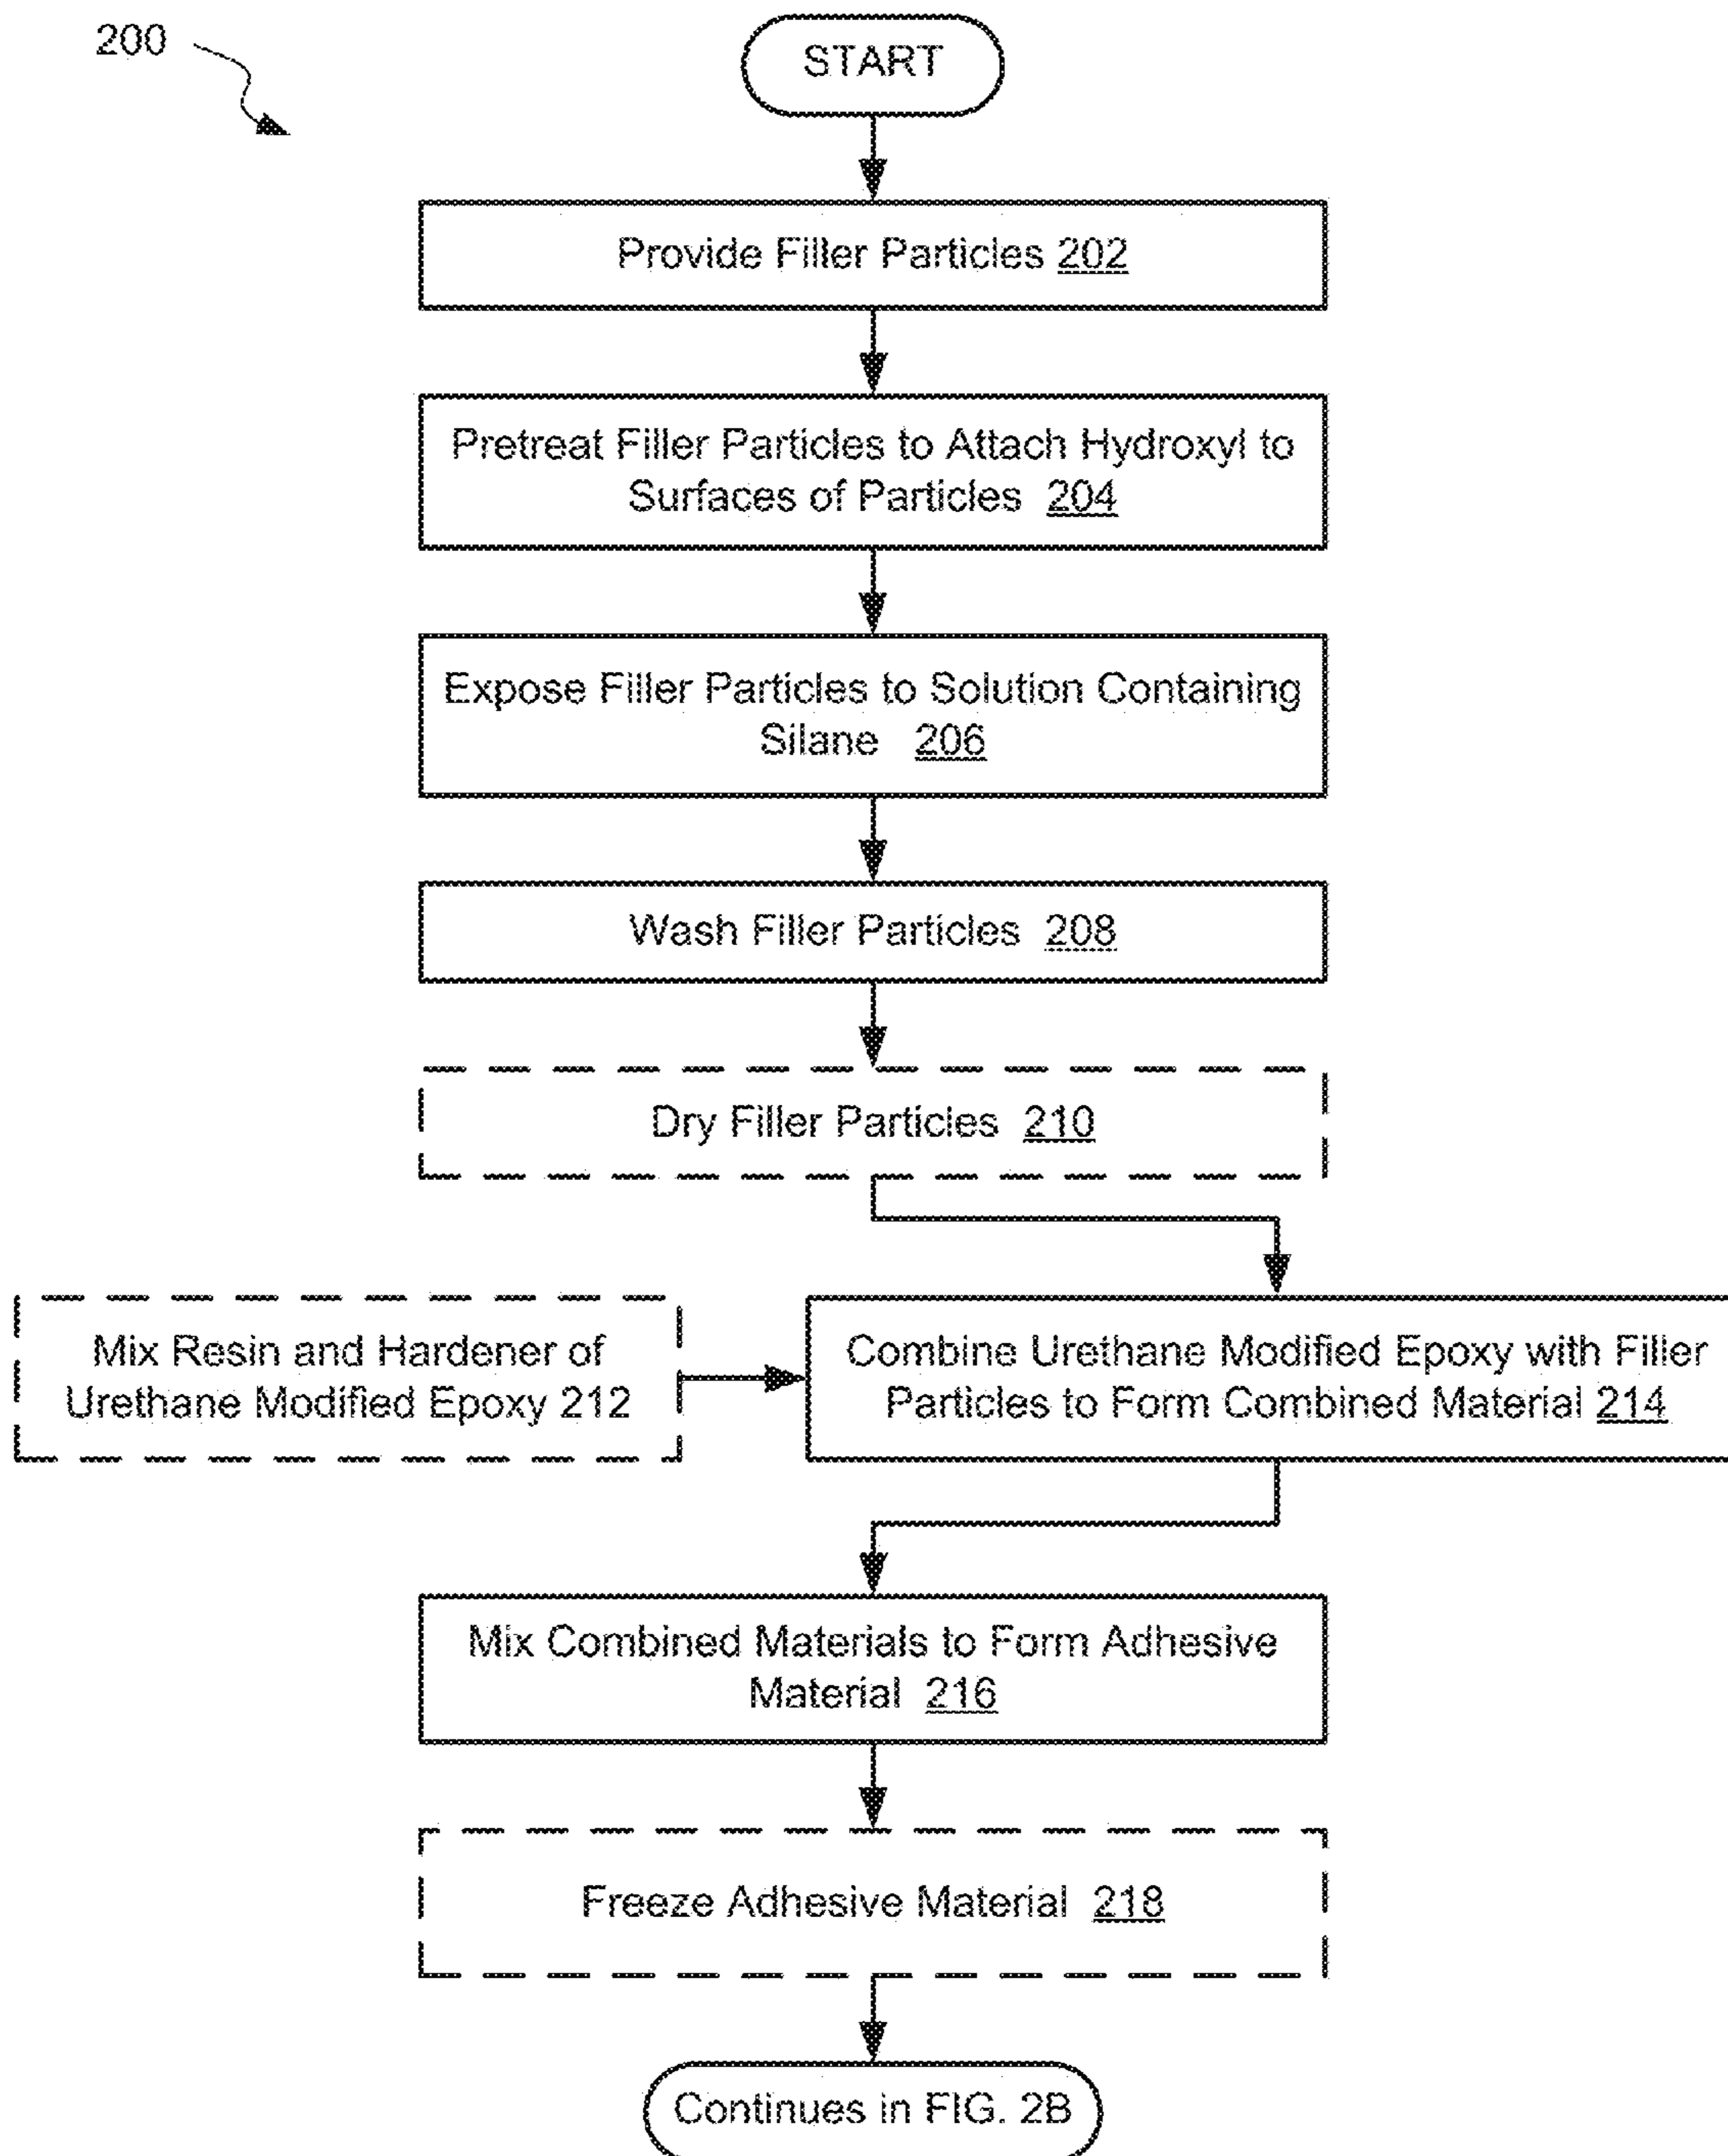 200
START
Provide Filler Particles 202
Pretreat Filler Particles to Attach Hydroxyl to
Surfaces of Particles 204
Expose Filler Particles to Solution Containing
Silane 206
Wash Filler Particles 208
Dry Filler Particles 210
Mix Resin and Hardener of
Urethane Modified Epoxy 212
Combine Urethane Modified Epoxy with Filler
Particles to Form Combined Material 214
Mix Combined Materials to Form Adhesive
Material 216
Freeze Adhesive Material 218
Continues in FIG. 2B